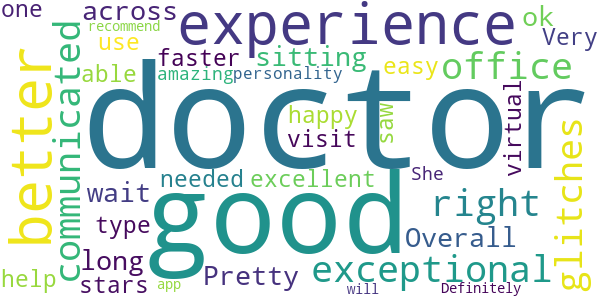 one
across
recommend
use
experience
ok
Very
better
communicated
faster
sitting
easy
office
able
amazing
personality
doctor
happy
saw
virtual
glitches
visit
needed
excellent
She
wait
good
right
type
Overall
long
Pretty
exceptional
help
stars
app
will
Definitely